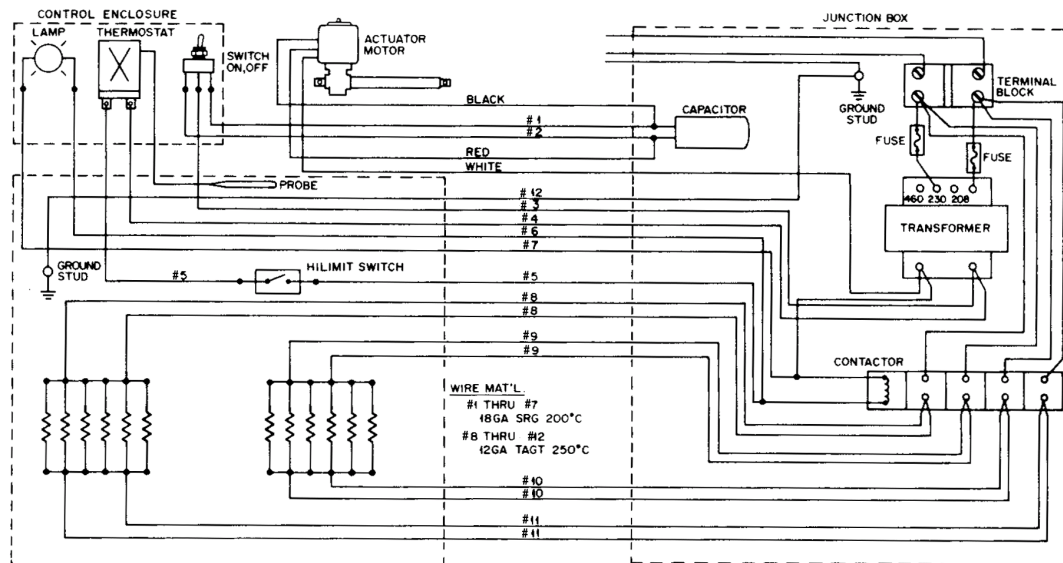 CONTROL ENCLOSURE
LAMP
THERMOSTAT
SWITCH
ON,OFF
ACTUATOR
MOTOR
JUNCTION BOX
TERMINAL
BLOCK
GROUND
STUD
CAPACITOR
BLACK
#1
#2
RED
WHITE
FUSE
FUSE
PROBE
#12
#3
#4
#6
#7
460 230 208
TRANSFORMER
GROUND
STUD
#5
HILIMIT SWITCH
#5
#8
#8
#9
#9
CONTACTOR
WIRE MAT'L.
#1 THRU #7
18GA SRG 200°C
#8 THRU #12
12GA TAGT 250°C
#10
#10
#11
#11